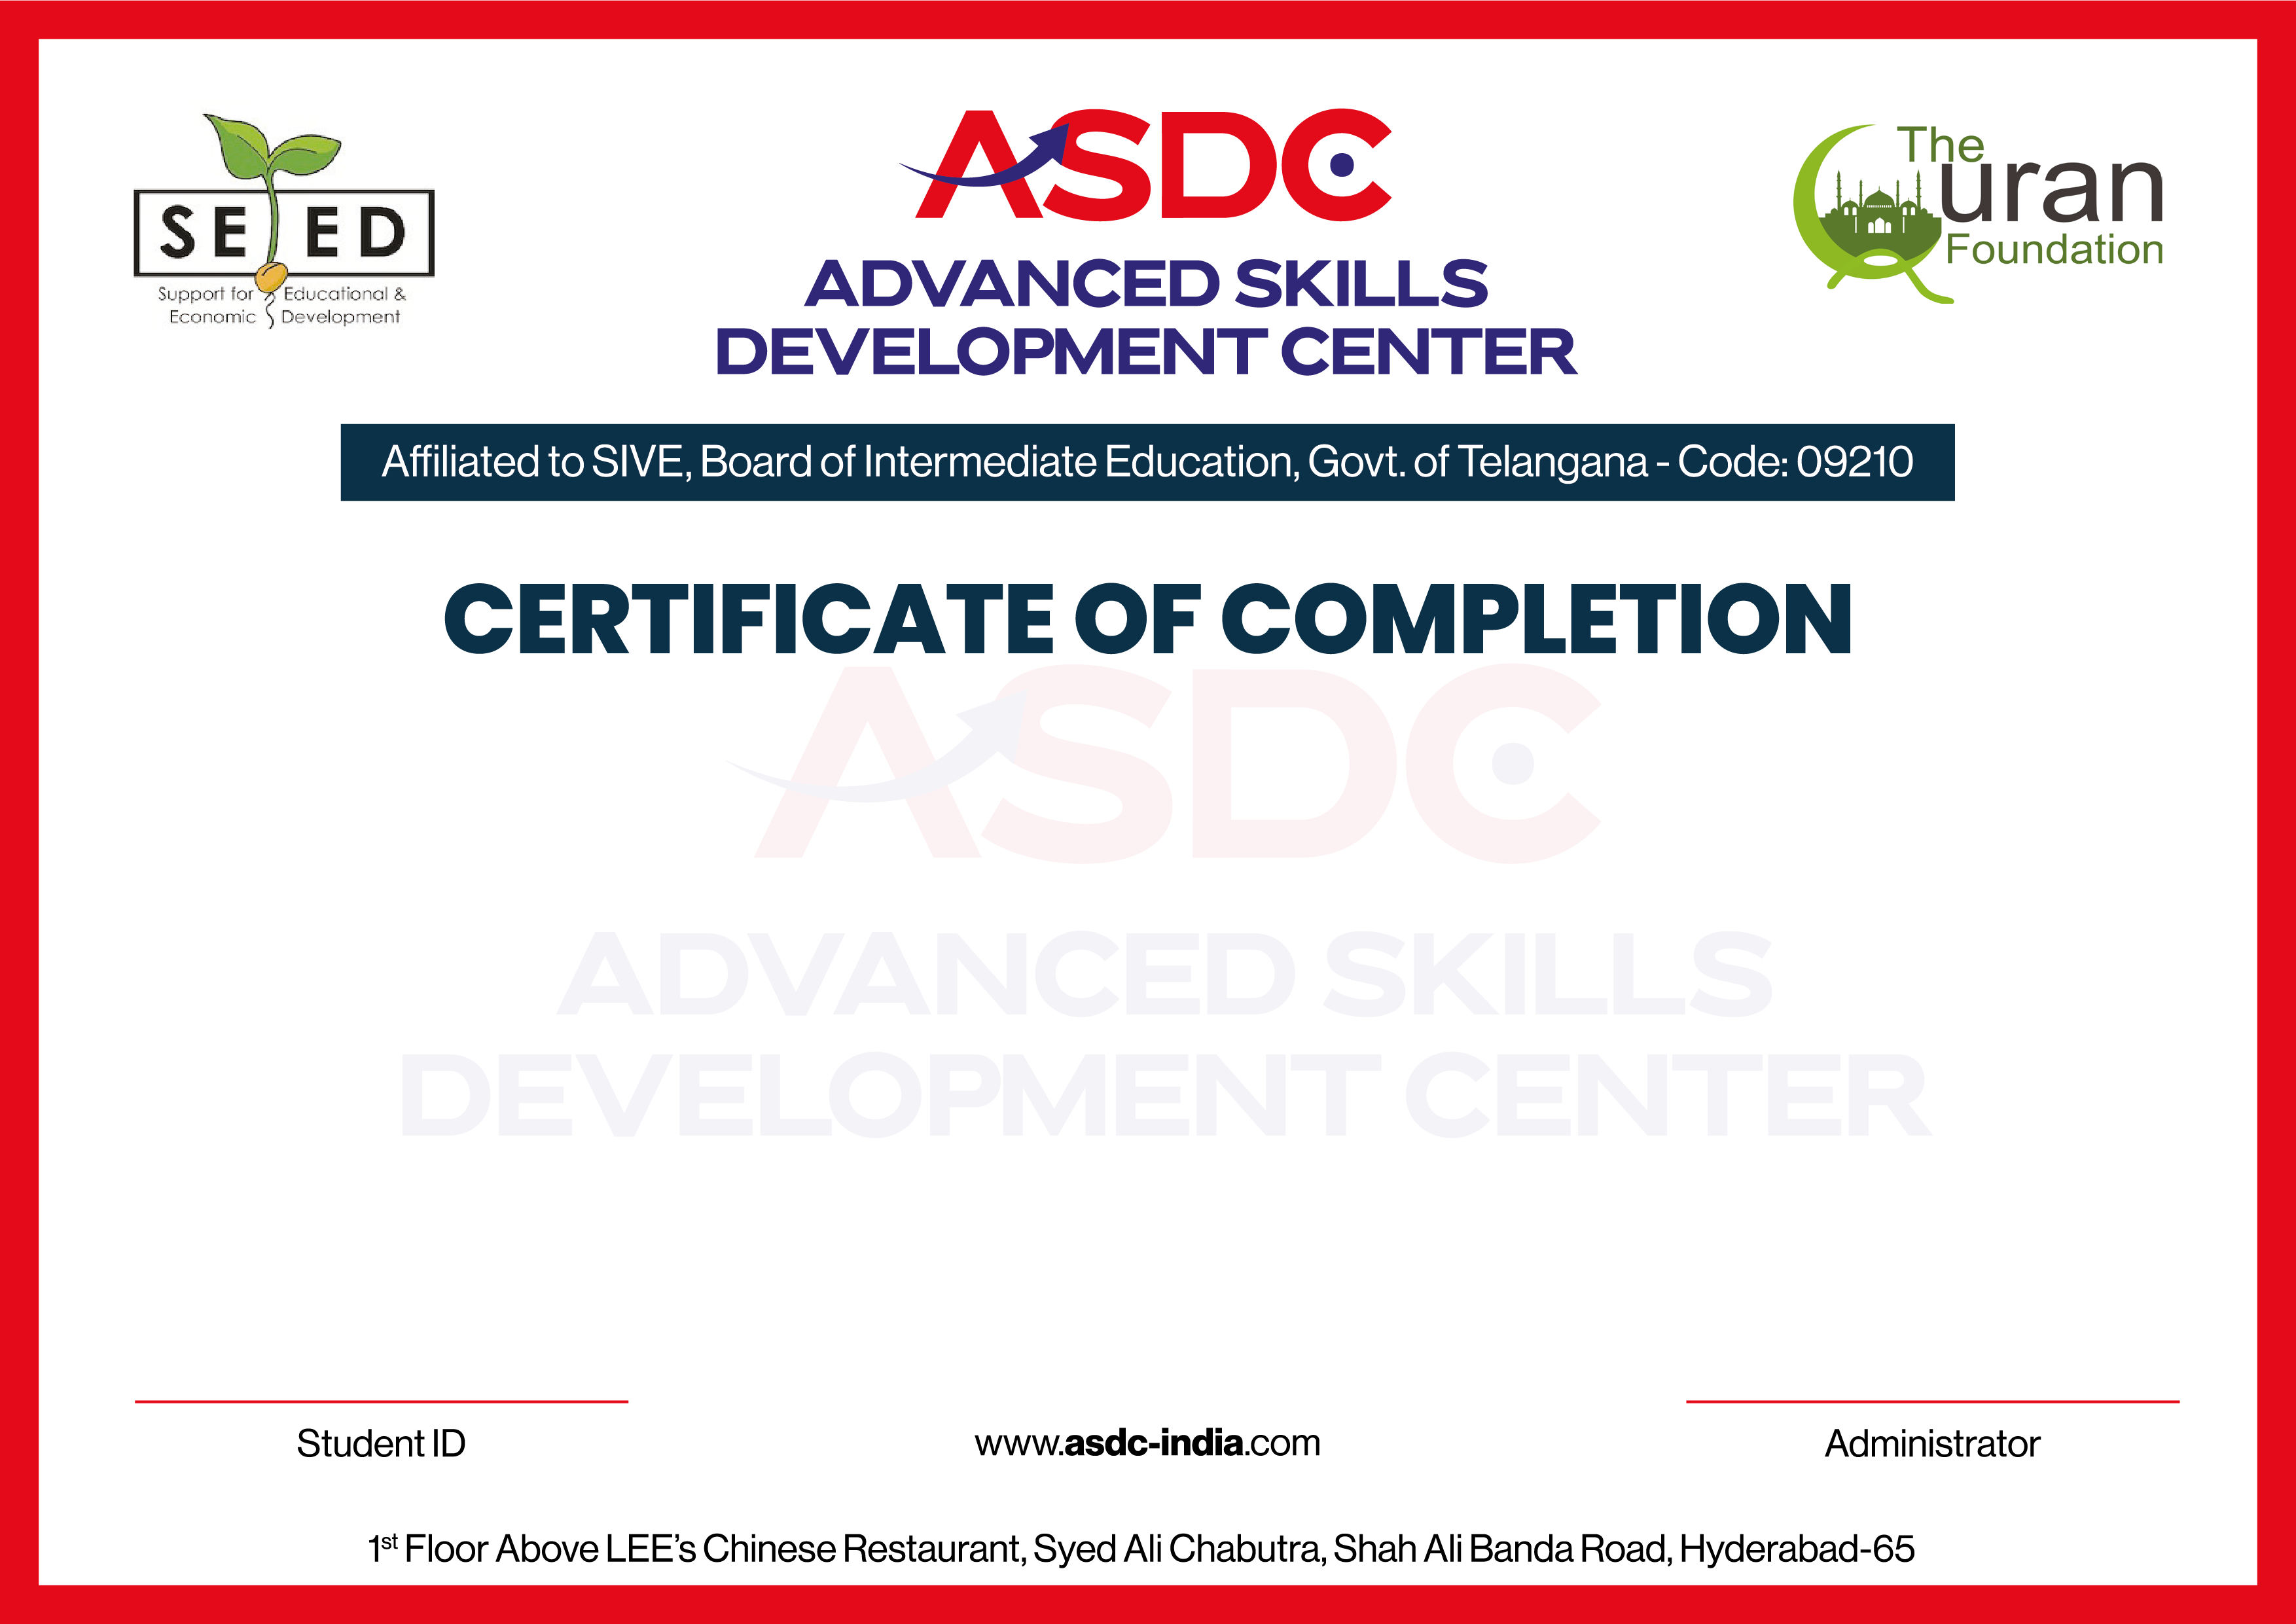 SEED
Support for Educational &
Economic Development
ASDC
ADVANCED SKILLS
DEVELOPMENT CENTER
The
Quran
Foundation
Affiliated to SIVE, Board of Intermediate Education, Govt. of Telangana - Code: 09210
CERTIFICATE OF COMPLETION
ASDC
ADVANCED SKILLS
DEVELOPMENT CENTER
Student ID
www.asdc-india.com
Administrator
1st Floor Above LEE's Chinese Restaurant, Syed Ali Chabutra, Shah Ali Banda Road, Hyderabad-65